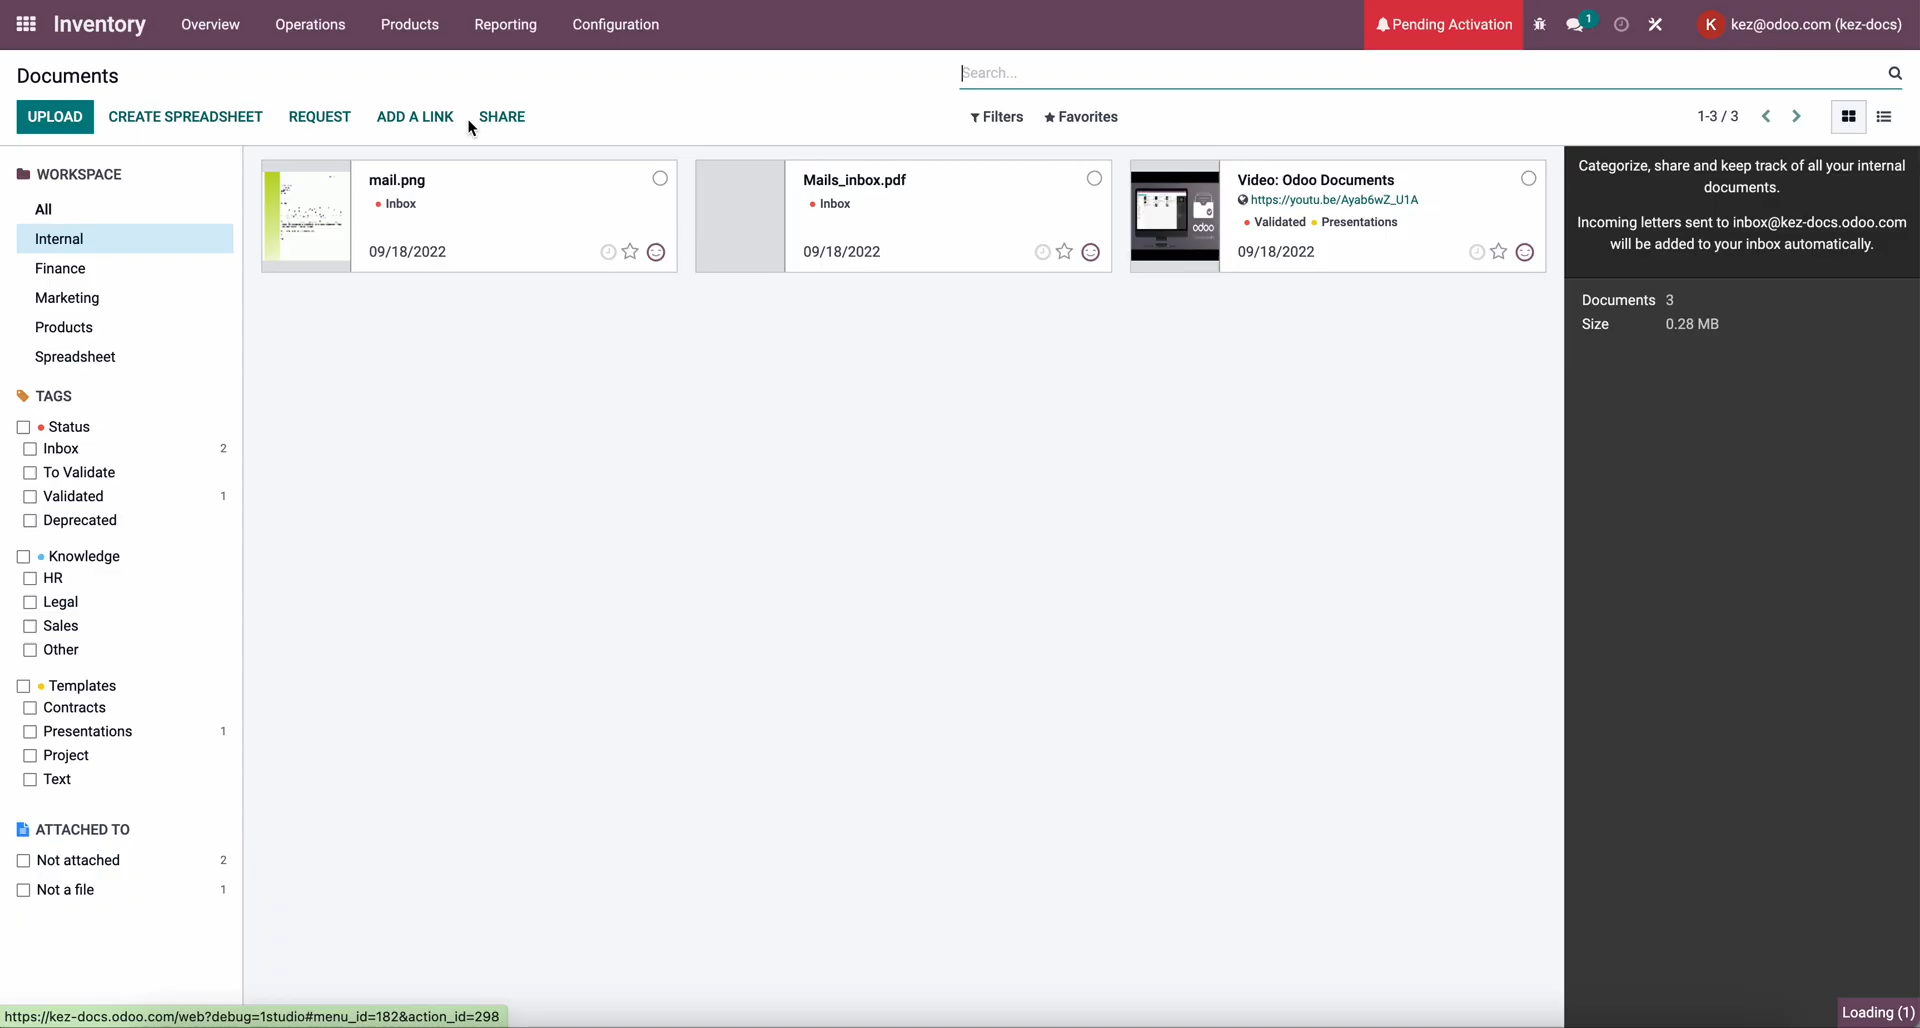 Inventory Overview Operations Products Reporting Configuration Pending Activation 1 K kez@odoo.com (kez-docs)
Documents
Search...
UPLOAD CREATE SPREADSHEET REQUEST ADD A LINK SHARE Filters Favorites 1-3 / 3
WORKSPACE
All
Internal
Finance
Marketing
Products
Spreadsheet
TAGS
Status
Inbox 2
To Validate
Validated 1
Deprecated
Knowledge
HR
Legal
Sales
Other
Templates
Contracts
Presentations 1
Project
Text
ATTACHED TO
Not attached 2
Not a file 1
mail.png
Inbox
09/18/2022
Mails_inbox.pdf
Inbox
09/18/2022
odoo
Video: Odoo Documents
https://youtu.be/Ayab6wZ_U1A
Validated Presentations
09/18/2022
Categorize, share and keep track of all your internal
documents.
Incoming letters sent to inbox@kez-docs.odoo.com
will be added to your inbox automatically.
Documents 3
Size 0.28 MB
https://kez-docs.odoo.com/web?debug=1studio#menu_id=182&action_id=298
Loading (1)